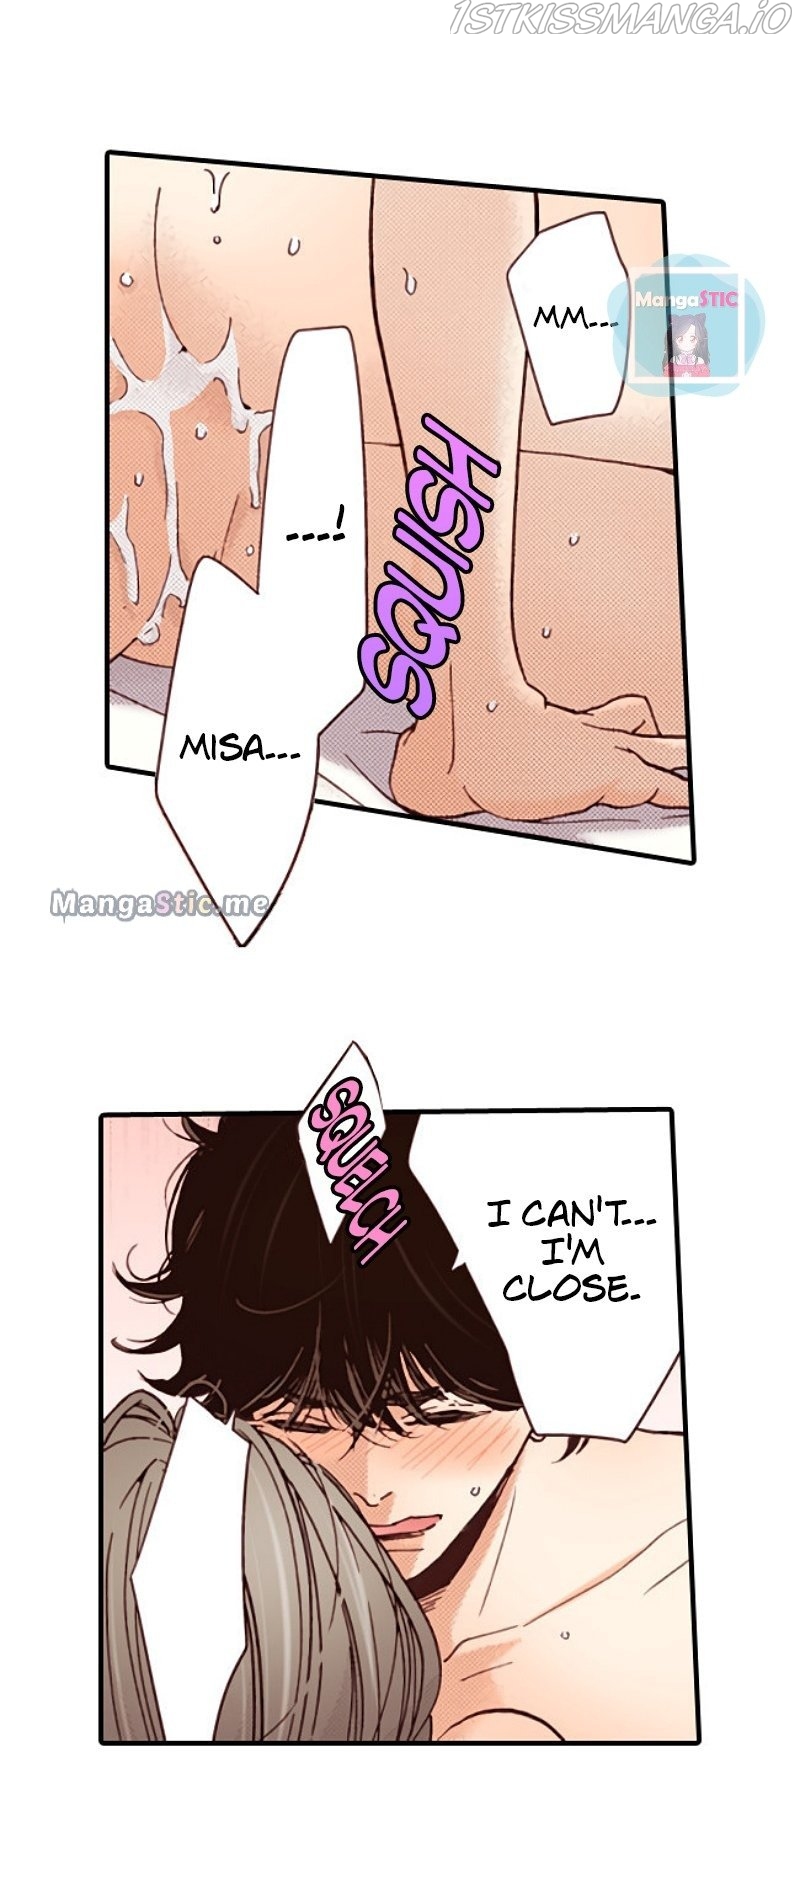 1STKISSMANGA.IO
MM...
MangaSTIC
SQUISH
....!
MISA...
MangaStic.me
SQUELCH
I CAN'T...
I'M
CLOSE.